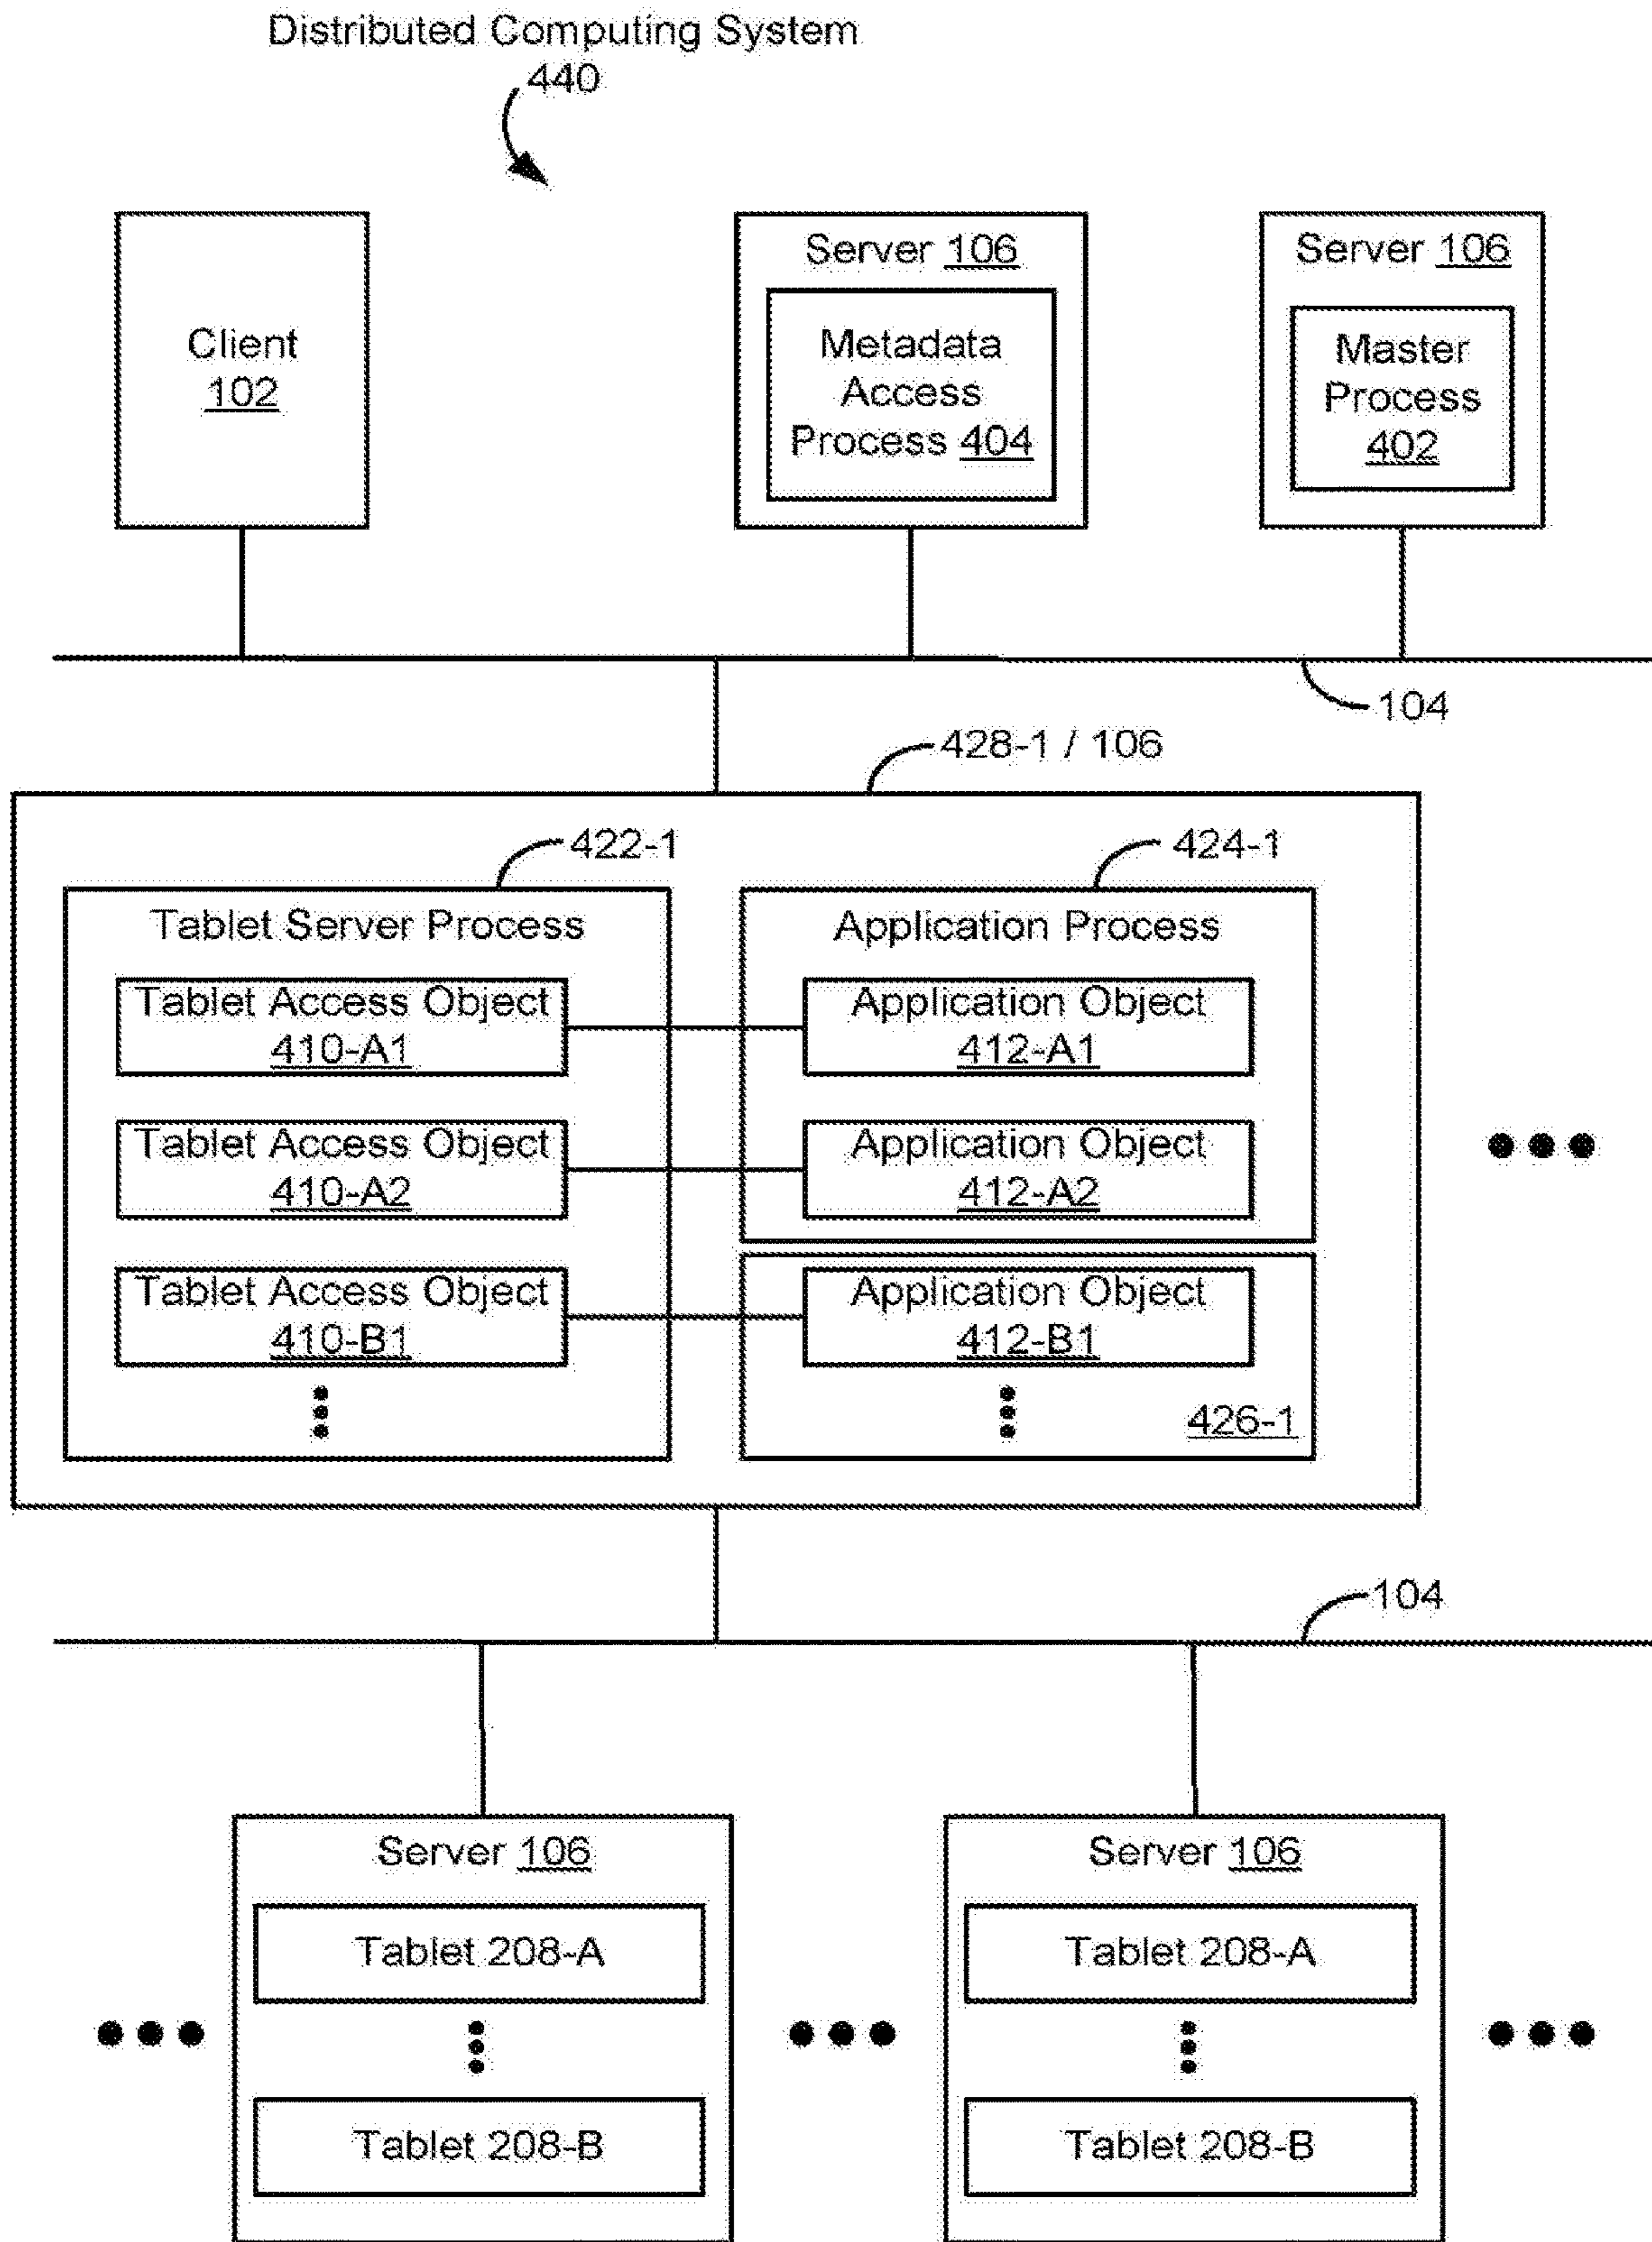 Distributed Computing System
440
Client
102
Server 106
Metadata
Access
Process 404
Server 106
Master
Process
402
104
428-1 / 106
422-1
424-1
Tablet Server Process
Application Process
Tablet Access Object
410-A1
Application Object
412-A1
Tablet Access Object
410-A2
Application Object
412-A2
Tablet Access Object
410-B1
Application Object
412-B1
426-1
104
Server 106
Tablet 208-A
Tablet 208-B
Server 106
Tablet 208-A
Tablet 208-B